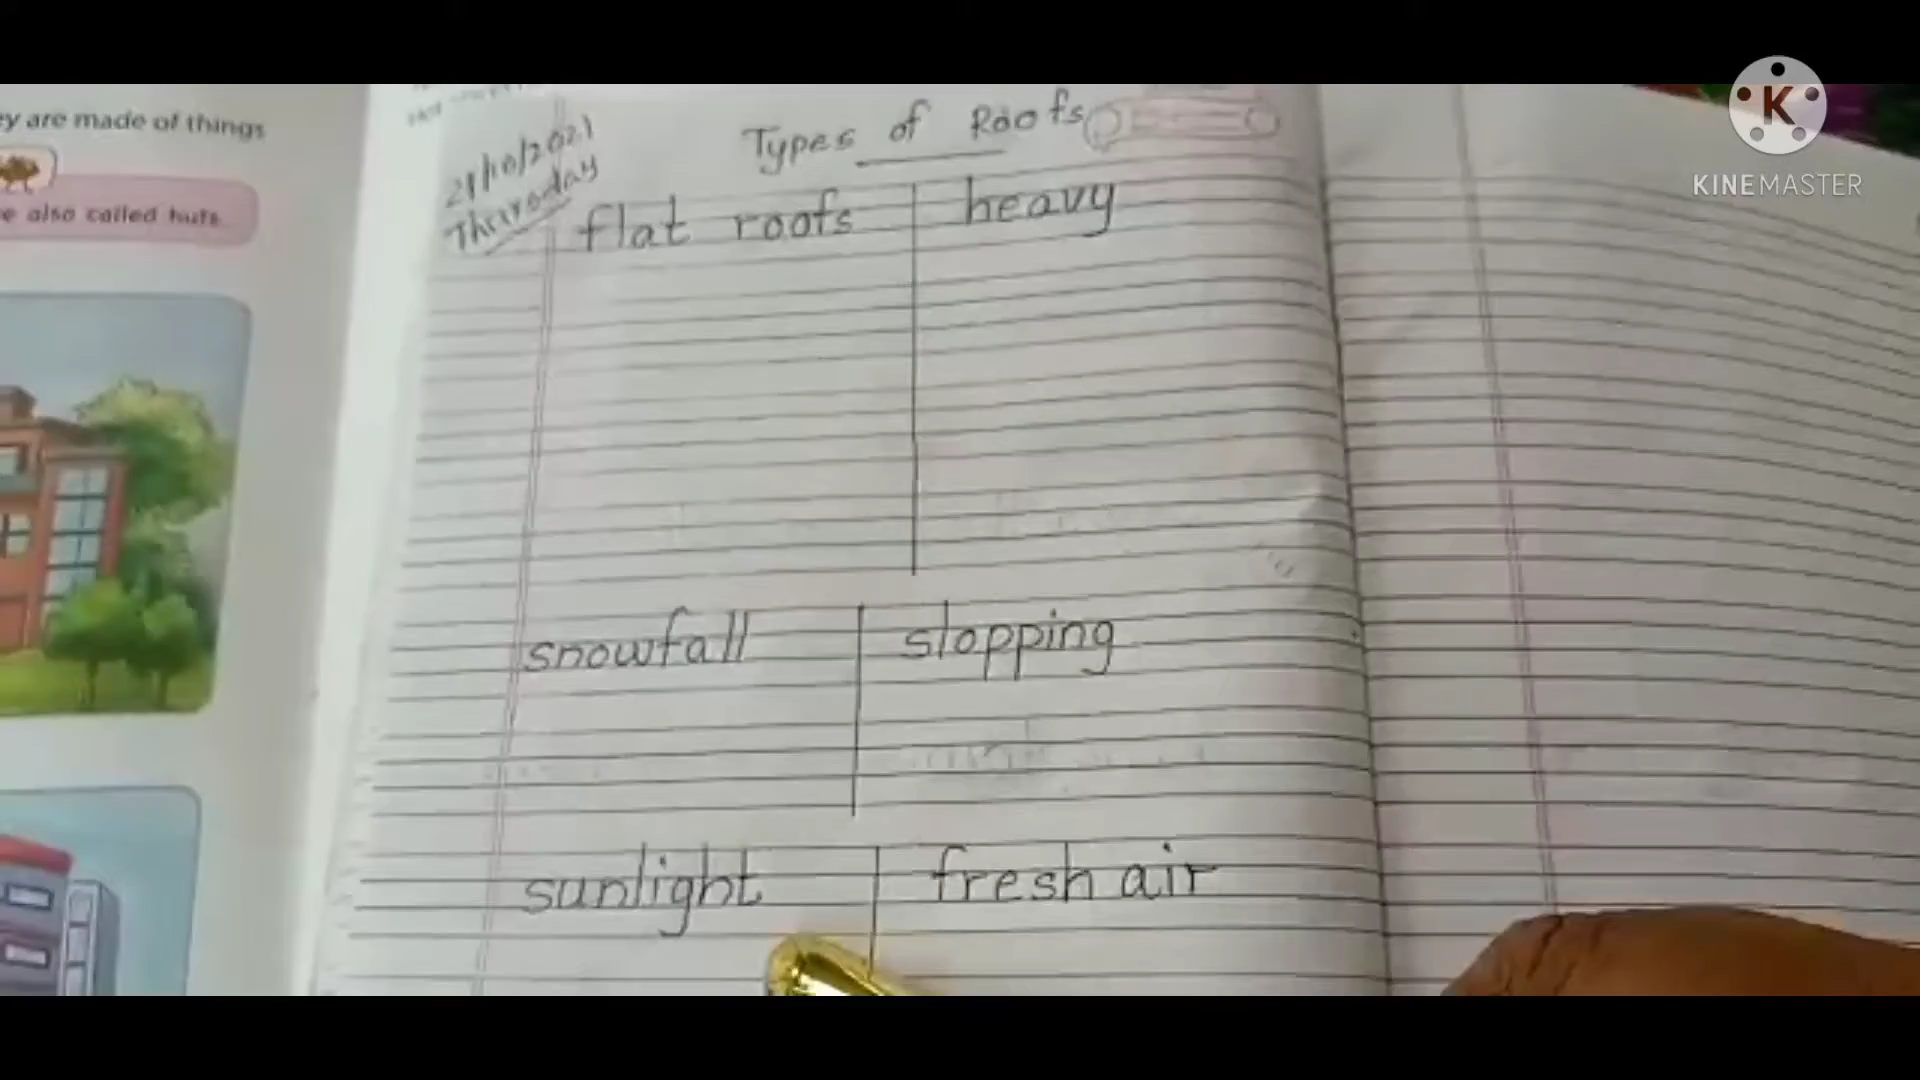 ey are made of things
e also called huts.
21/10/2021
Thursday
Types of Roofs
flat roofs heavy
snowfall slopping
sunlight fresh air
K
KINEMASTER